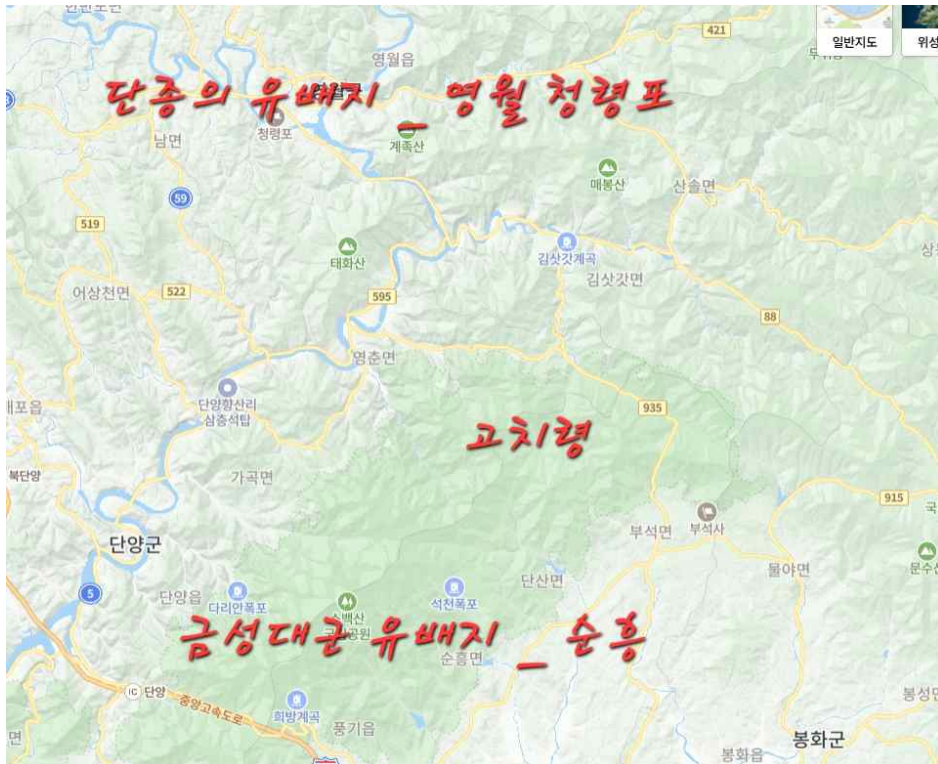 421
일반지도
위성
영월읍
단종의 유배지 _ 영월 청령포
청령포
남면
계족산
매봉산
산솔면
59
519
태화산
김삿갓계곡
김삿갓면
어상천면
522
595
88
영춘면
단양향산리
삼층석탑
935
고치령
북단양
가곡면
915
부석면
부석사
단양군
물야면
문수산
5
단양읍
다리안폭포
석천폭포
단산면
금성대군 유배지 _ 순흥
순흥면
IC 단양
중앙고속도로
희방계곡
풍기읍
봉성면
봉화군
봉화읍